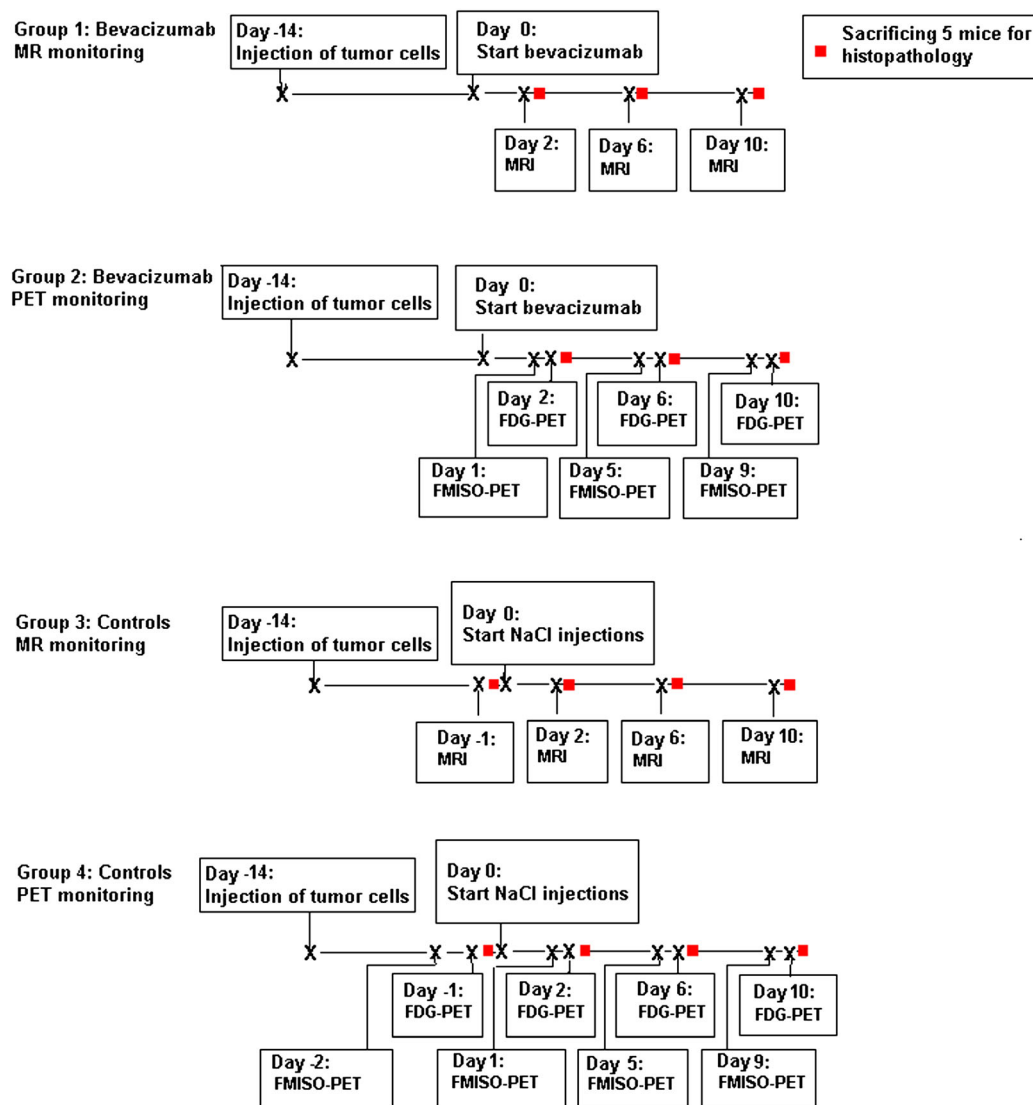 Group 1: Bevacizumab
MR monitoring
Day -14:
Injection of tumor cells
Day 0:
Start bevacizumab
Sacrificing 5 mice for
histopathology
Day 2:
MRI
Day 6:
MRI
Day 10:
MRI
Group 2: Bevacizumab
PET monitoring
Day -14:
Injection of tumor cells
Day 0:
Start bevacizumab
Day 2:
FDG-PET
Day 6:
FDG-PET
Day 10:
FDG-PET
Day 1:
FMISO-PET
Day 5:
FMISO-PET
Day 9:
FMISO-PET
Group 3: Controls
MR monitoring
Day -14:
Injection of tumor cells
Day 0:
Start NaCl injections
Day -1:
MRI
Day 2:
MRI
Day 6:
MRI
Day 10:
MRI
Group 4: Controls
PET monitoring
Day -14:
Injection of tumor cells
Day 0:
Start NaCl injections
Day -1:
FDG-PET
Day 2:
FDG-PET
Day 6:
FDG-PET
Day 10:
FDG-PET
Day -2:
FMISO-PET
Day1:
FMISO-PET
Day 5:
FMISO-PET
Day 9:
FMISO-PET